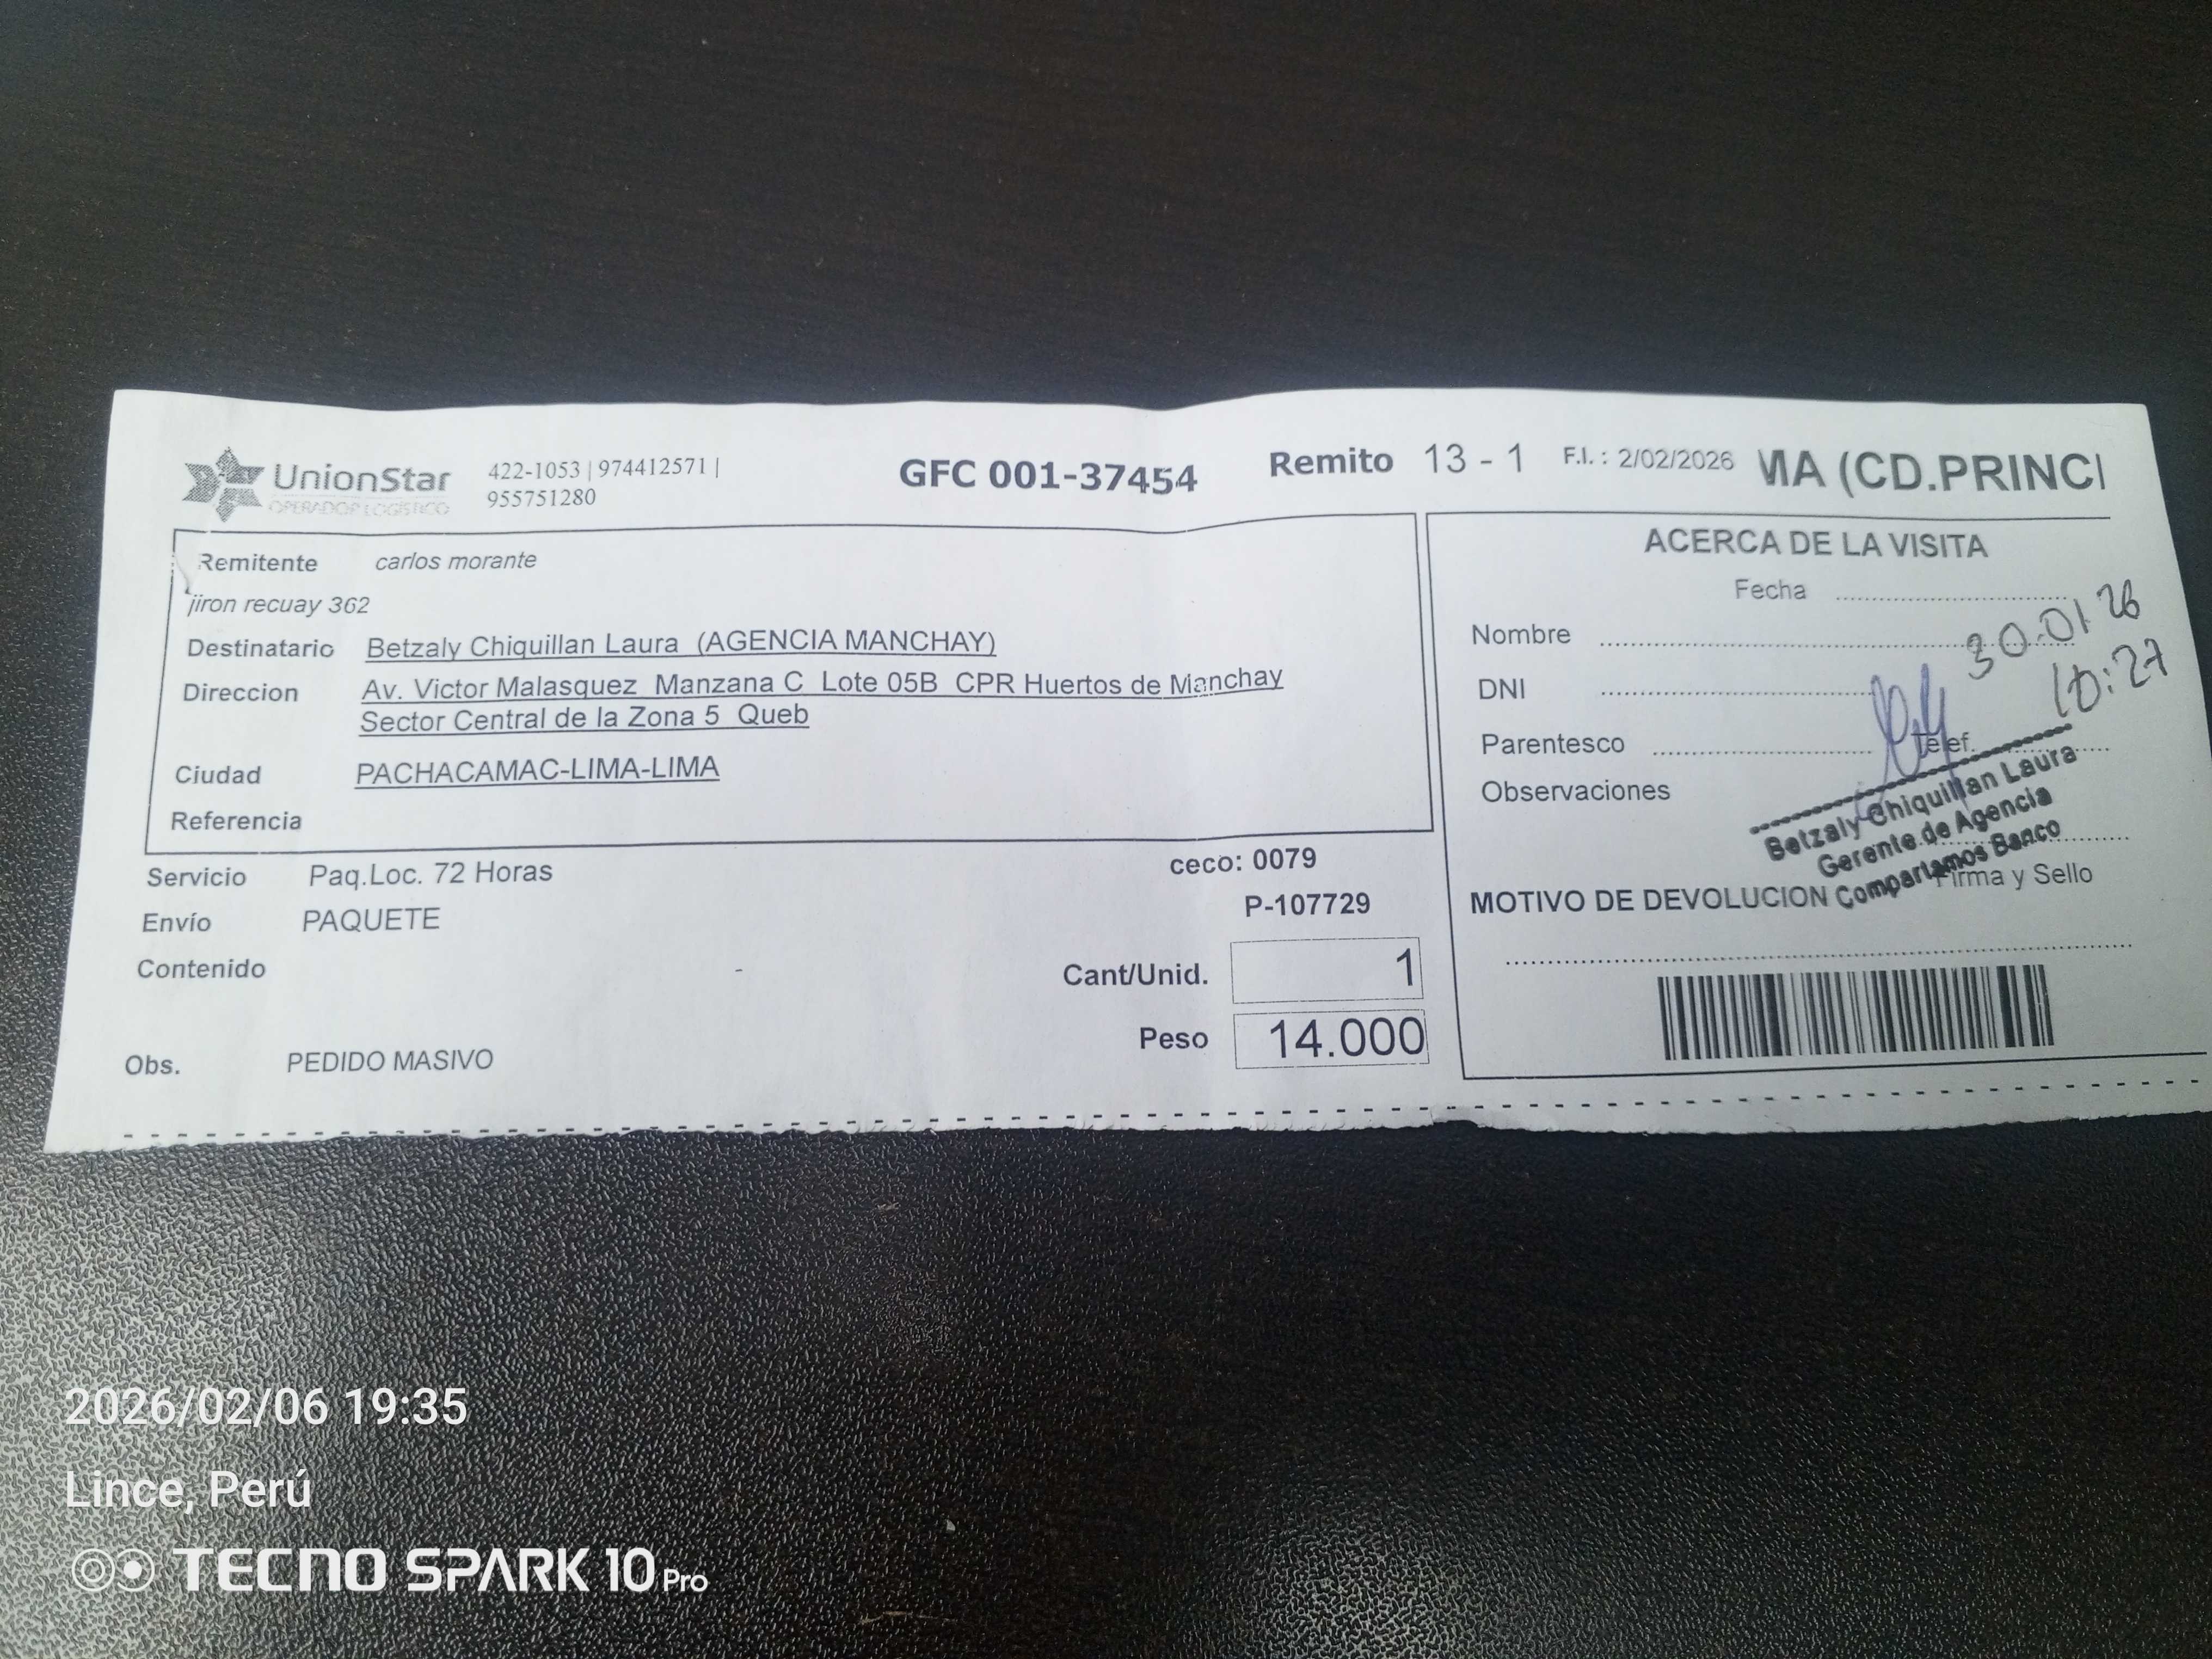 UnionStar
OPERADOR LOGISTICO
422-1053 | 974412571 |
955751280
GFC 001-37454
Remito 13 - 1 F.I. : 2/02/2026 MA (CD.PRINCI
Remitente carlos morante
jiron recuay 362
Destinatario Betzaly Chiquillan Laura (AGENCIA MANCHAY)
Direccion Av. Victor Malasquez Manzana C Lote 05B CPR Huertos de Manchay
Sector Central de la Zona 5 Queb
Ciudad PACHACAMAC-LIMA-LIMA
Referencia
Servicio Paq.Loc. 72 Horas
ceco: 0079
Envío PAQUETE
P-107729
Contenido -
Cant/Unid. 1
Peso 14.000
Obs. PEDIDO MASIVO
ACERCA DE LA VISITA
Fecha
Nombre
30.01 26
DNI
10:27
Parentesco Telef.
Observaciones
Betzaly Chiquillan Laura
Gerente de Agencia
Compartamos Banco
Firma y Sello
MOTIVO DE DEVOLUCION
2026/02/06 19:35
Lince, Perú
TECNO SPARK 10 Pro